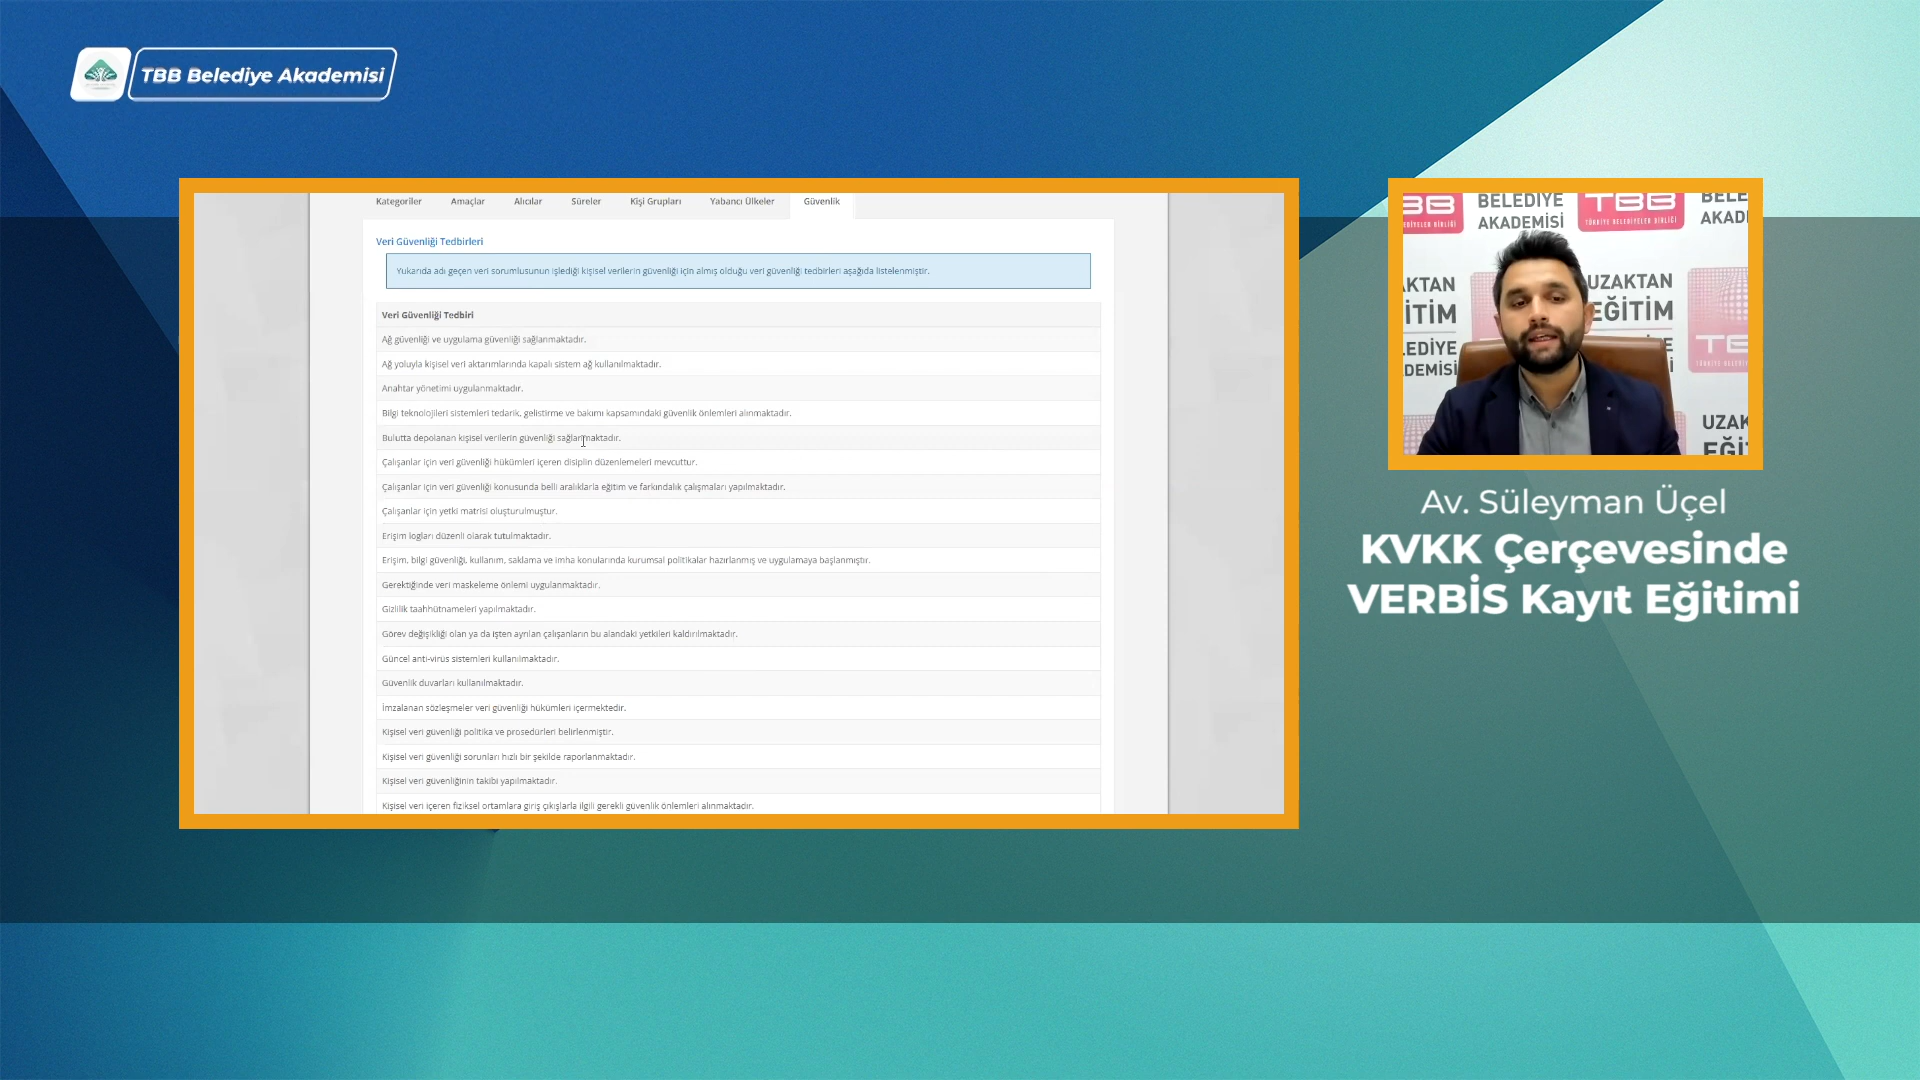 TBB Belediye Akademisi
Kategoriler Amaçlar Alıcılar Süreler Kişi Grupları Yabancı Ülkeler Güvenlik
Veri Güvenliği Tedbirleri
Yukarıda adı geçen veri sorumlusunun işlediği kişisel verilerin güvenliği için almış olduğu veri güvenliği tedbirleri aşağıda listelenmiştir.
Veri Güvenliği Tedbiri
Ağ güvenliği ve uygulama güvenliği sağlanmaktadır.
Ağ yoluyla kişisel veri aktarımlarında kapalı sistem ağ kullanılmaktadır.
Anahtar yönetimi uygulanmaktadır.
Bilgi teknolojileri sistemleri tedarik, geliştirme ve bakımı kapsamındaki güvenlik önlemleri alınmaktadır.
Bulutta depolanan kişisel verilerin güvenliği sağlanmaktadır.
Çalışanlar için veri güvenliği hükümleri içeren disiplin düzenlemeleri mevcuttur.
Çalışanlar için veri güvenliği konusunda belli aralıklarla eğitim ve farkındalık çalışmaları yapılmaktadır.
Çalışanlar için yetki matrisi oluşturulmuştur.
Erişim logları düzenli olarak tutulmaktadır.
Erişim, bilgi güvenliği, kullanım, saklama ve imha konularında kurumsal politikalar hazırlanmış ve uygulamaya başlanmıştır.
Gerektiğinde veri maskeleme önlemi uygulanmaktadır.
Gizlilik taahhütnameleri yapılmaktadır.
Görev değişikliği olan ya da işten ayrılan çalışanların bu alandaki yetkileri kaldırılmaktadır.
Güncel anti-virüs sistemleri kullanılmaktadır.
Güvenlik duvarları kullanılmaktadır.
İmzalanan sözleşmeler veri güvenliği hükümleri içermektedir.
Kişisel veri güvenliği politika ve prosedürleri belirlenmiştir.
Kişisel veri güvenliği sorunları hızlı bir şekilde raporlanmaktadır.
Kişisel veri güvenliğinin takibi yapılmaktadır.
Kişisel veri içeren fiziksel ortamlara giriş çıkışlarla ilgili gerekli güvenlik önlemleri alınmaktadır.
BELEDİYE
AKADEMİSİ
TBB
TÜRKİYE BELEDİYELER BİRLİĞİ
UZAKTAN
EĞİTİM
Av. Süleyman Üçel
KVKK Çerçevesinde
VERBİS Kayıt Eğitimi